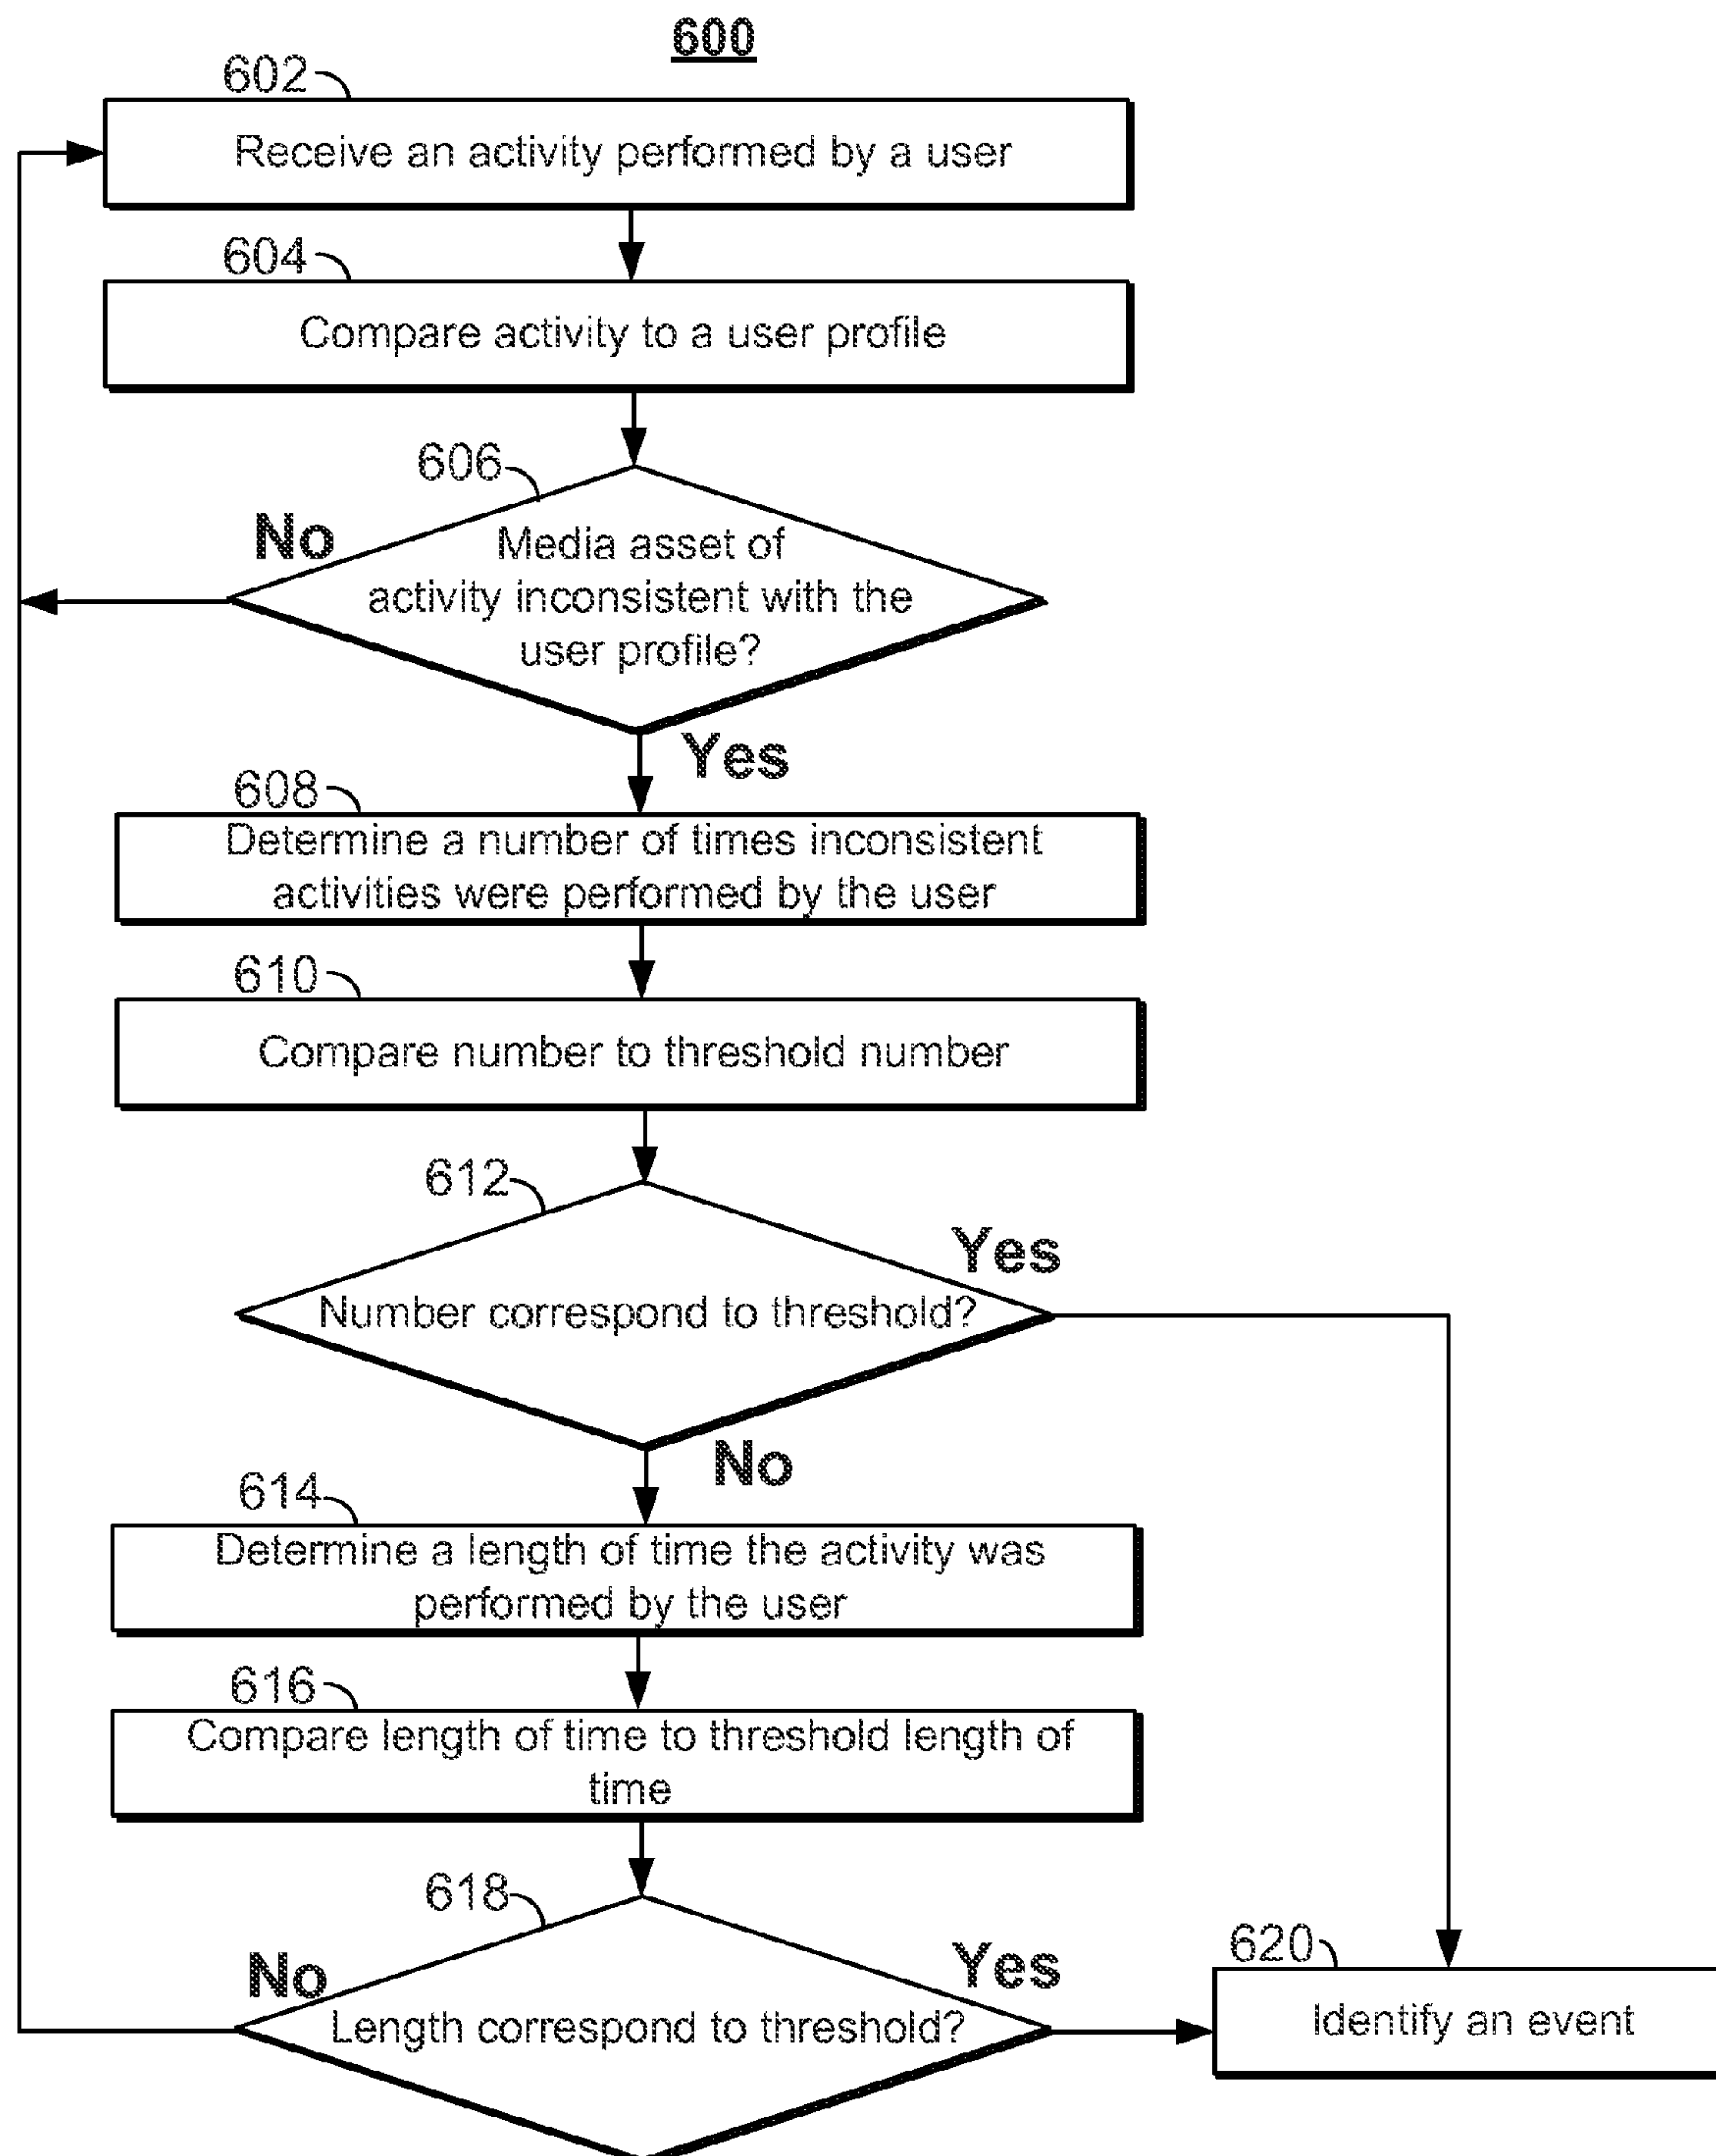 600
602
Receive an activity performed by a user
604
Compare activity to a user profile
606
No
Media asset of
activity inconsistent with the
user profile?
Yes
608
Determine a number of times inconsistent
activities were performed by the user
610
Compare number to threshold number
612
Yes
Number correspond to threshold?
No
614
Determine a length of time the activity was
performed by the user
616
Compare length of time to threshold length of
time
618
No
Yes
Length correspond to threshold?
620
Identify an event